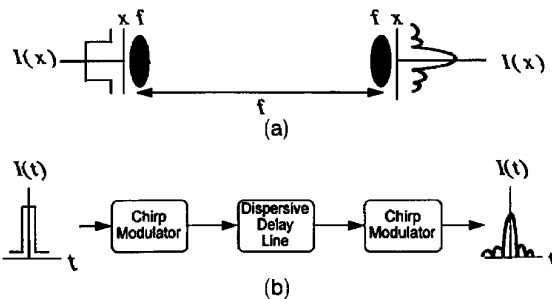 x f
f x
I(x)
I(x)
f
(a)
I(t)
I(t)
Chirp Modulator
Dispersive Delay Line
Chirp Modulator
t
t
(b)